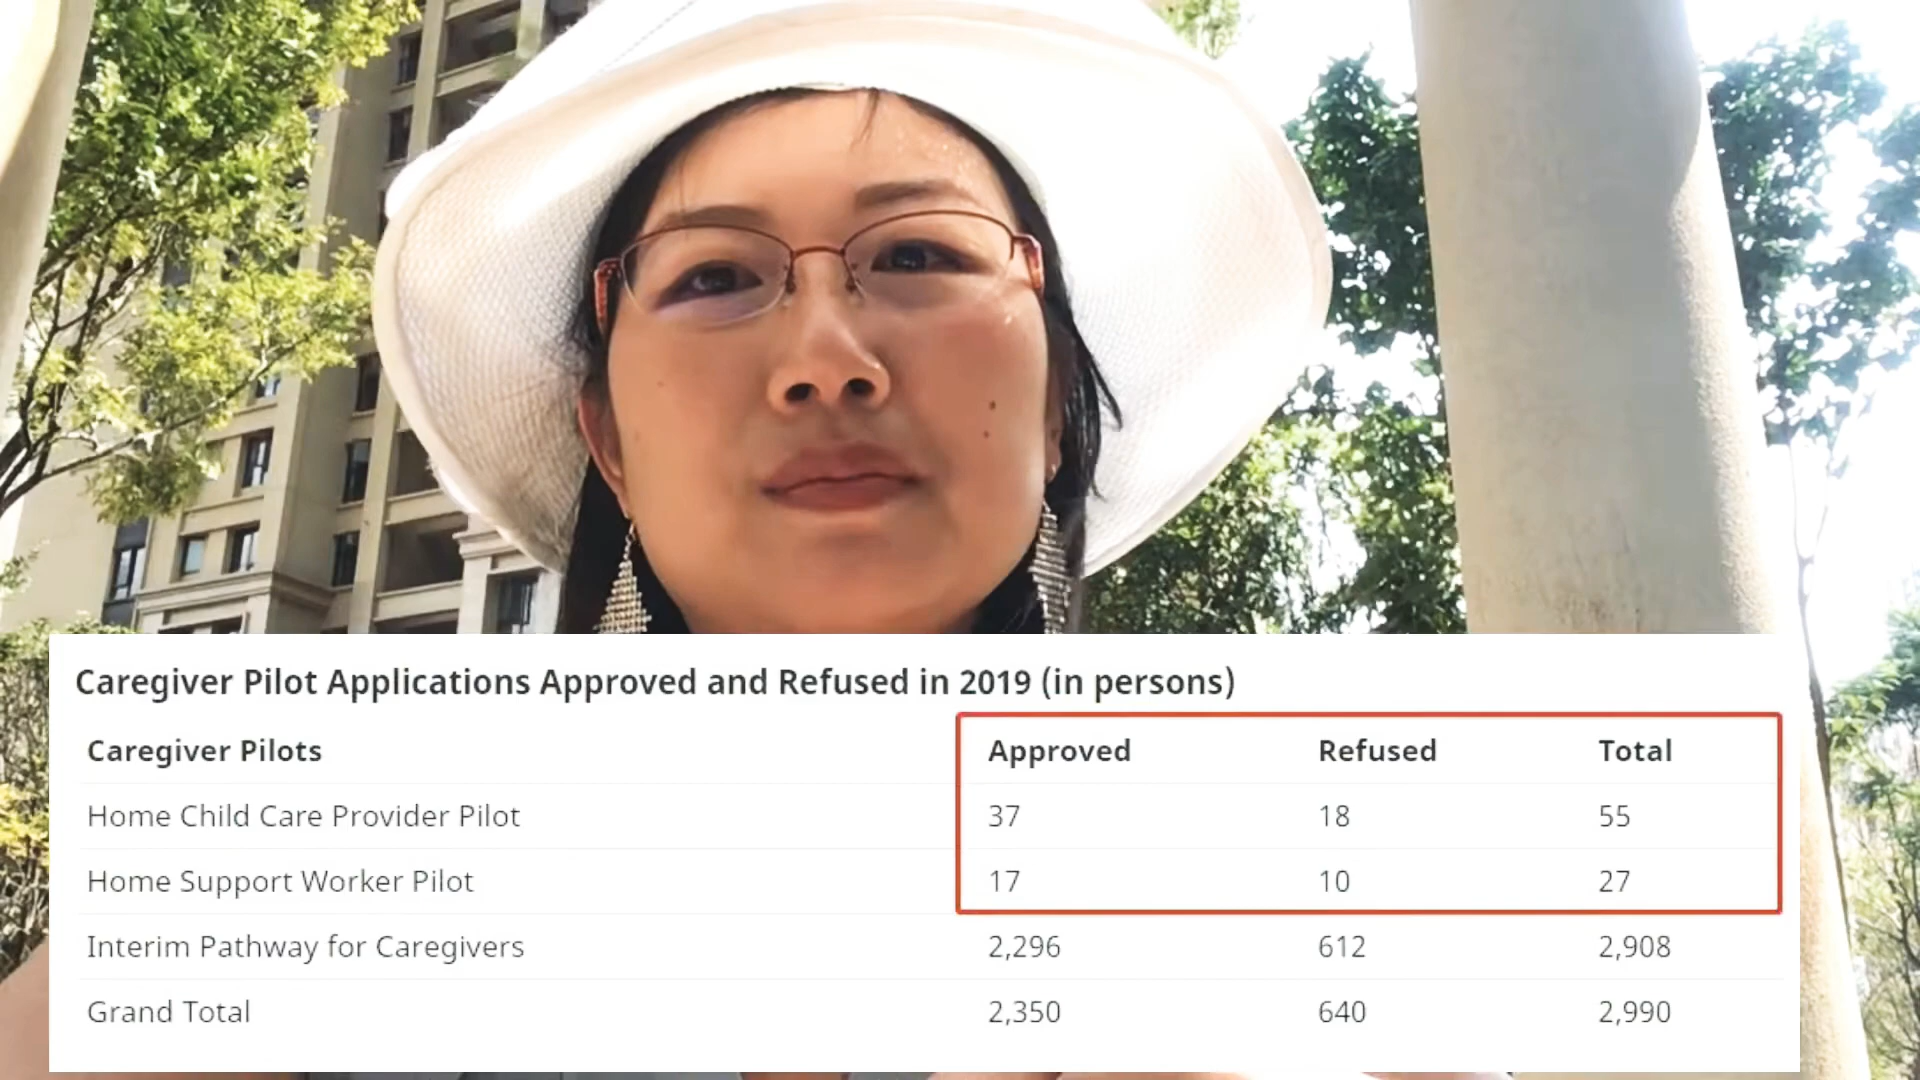 Caregiver Pilot Applications Approved and Refused in 2019 (in persons)
Caregiver Pilots Approved Refused Total
Home Child Care Provider Pilot 37 18 55
Home Support Worker Pilot 17 10 27
Interim Pathway for Caregivers 2,296 612 2,908
Grand Total 2,350 640 2,990